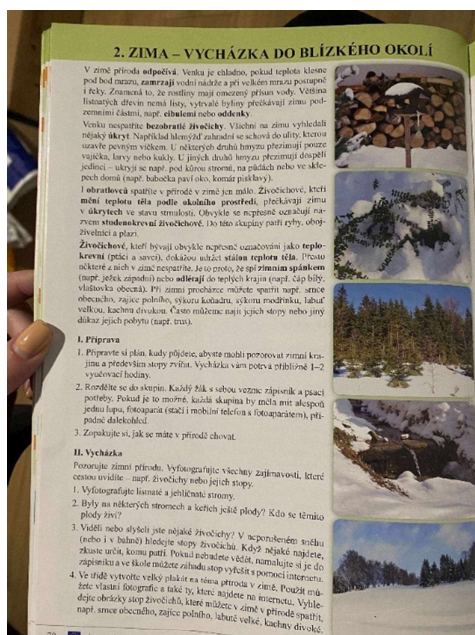 2. ZIMA – VYCHÁZKA DO BLÍZKÉHO OKOLÍ
V zimě příroda odpočívá. Venku je chladno, pokud teplota klesne
pod bod mrazu, zamrzají vodní nádrže a při velkém mrazu postupně
i řeky. Znamená to, že rostliny mají omezený přísun vody. Většina
listnatých dřevin nemá listy, vytrvalé byliny přečkávají zimu pod-
zemními částmi, např. cibulemi nebo oddenky.
Venku nespatříte bezobratlé živočichy. Všichni na zimu vyhledali
nějaký úkryt. Například hlemýžď zahradní se schová do ulity, kterou
uzavře pevným víčkem. U některých druhů hmyzu přezimují pouze
vajíčka, larvy nebo kukly. U jiných druhů hmyzu přezimují dospělí
jedinci – ukryjí se např. pod kůrou stromů, na půdách nebo ve skle-
pech domů (např. babočka paví oko, komár pisklavý).
I obratlovců spatříte v přírodě v zimě jen málo. Živočichové, kteří
mění teplotu těla podle okolního prostředí, přečkávají zimu
v úkrytech ve stavu strnulosti. Obvykle se nepřesně označují ná-
zvem studenokrevní živočichové. Do této skupiny patří ryby, oboj-
živelníci a plazi.
Živočichové, kteří bývají obvykle nepřesně označováni jako teplo-
krevní (ptáci a savci), dokážou udržet stálou teplotu těla. Přesto
některé z nich v zimě nespatříte. Je to proto, že spí zimním spánkem
(např. ježek západní) nebo odlétají do teplých krajin (např. čáp bílý,
vlaštovka obecná). Při zimní procházce můžete spatřit např. srnce
obecného, zajíce polního, sýkoru koňadru, sýkoru modřinku, labuť
velkou, kachnu divokou. Často můžeme najít jejich stopy nebo jiný
důkaz jejich pobytu (např. trus).
I. Příprava
1. Připravte si plán, kudy půjdete, abyste mohli pozorovat zimní kra-
jinu a především stopy zvířat. Vycházka vám potrvá přibližně 1–2
vyučovací hodiny.
2. Rozdělte se do skupin. Každý žák s sebou vezme zápisník a psací
potřeby. Pokud je to možné, každá skupina by měla mít alespoň
jednu lupu, fotoaparát (stačí i mobilní telefon s fotoaparátem), pří-
padně dalekohled.
3. Zopakujte si, jak se máte v přírodě chovat.
II. Vycházka
Pozorujte zimní přírodu. Vyfotografujte všechny zajímavosti, které
cestou uvidíte – např. živočichy nebo jejich stopy.
1. Vyfotografujte listnaté a jehličnaté stromy.
2. Byly na některých stromech a keřích ještě plody? Kdo se těmito
plody živí?
3. Viděli nebo slyšeli jste nějaké živočichy? V neporušeném sněhu
(nebo i v bahně) hledejte stopy živočichů. Když nějaké najdete,
zkuste určit, komu patří. Pokud nebudete vědět, namalujte si je do
zápisníku a ve škole můžete záhadu stop vyřešit s pomocí internetu.
4. Ve třídě vytvořte velký plakát na téma příroda v zimě. Použít mů-
žete vlastní fotografie a také ty, které najdete na internetu. Vyhle-
dejte obrázky stop živočichů, které můžete v zimě v přírodě spatřit,
např. srnce obecného, zajíce polního, labutě velké, kachny divoké.